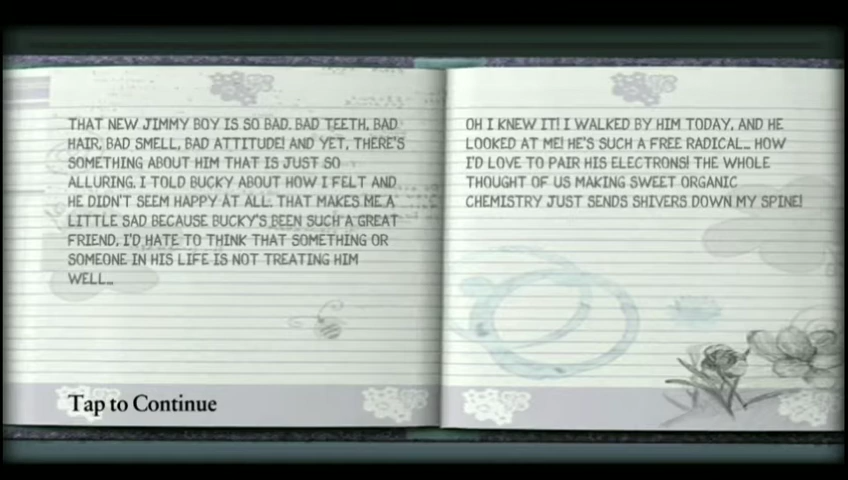 THAT NEW JIMMY BOY IS SO BAD. BAD TEETH, BAD
HAIR, BAD SMELL, BAD ATTITUDE! AND YET, THERE'S
SOMETHING ABOUT HIM THAT IS JUST SO
ALLURING. I TOLD BUCKY ABOUT HOW I FELT AND
HE DIDN'T SEEM HAPPY AT ALL. THAT MAKES ME A
LITTLE SAD BECAUSE BUCKY'S BEEN SUCH A GREAT
FRIEND, I'D HATE TO THINK THAT SOMETHING OR
SOMEONE IN HIS LIFE IS NOT TREATING HIM
WELL...
OH I KNEW IT! I WALKED BY HIM TODAY, AND HE
LOOKED AT ME! HE'S SUCH A FREE RADICAL... HOW
I'D LOVE TO PAIR HIS ELECTRONS! THE WHOLE
THOUGHT OF US MAKING SWEET ORGANIC
CHEMISTRY JUST SENDS SHIVERS DOWN MY SPINE!
Tap to Continue